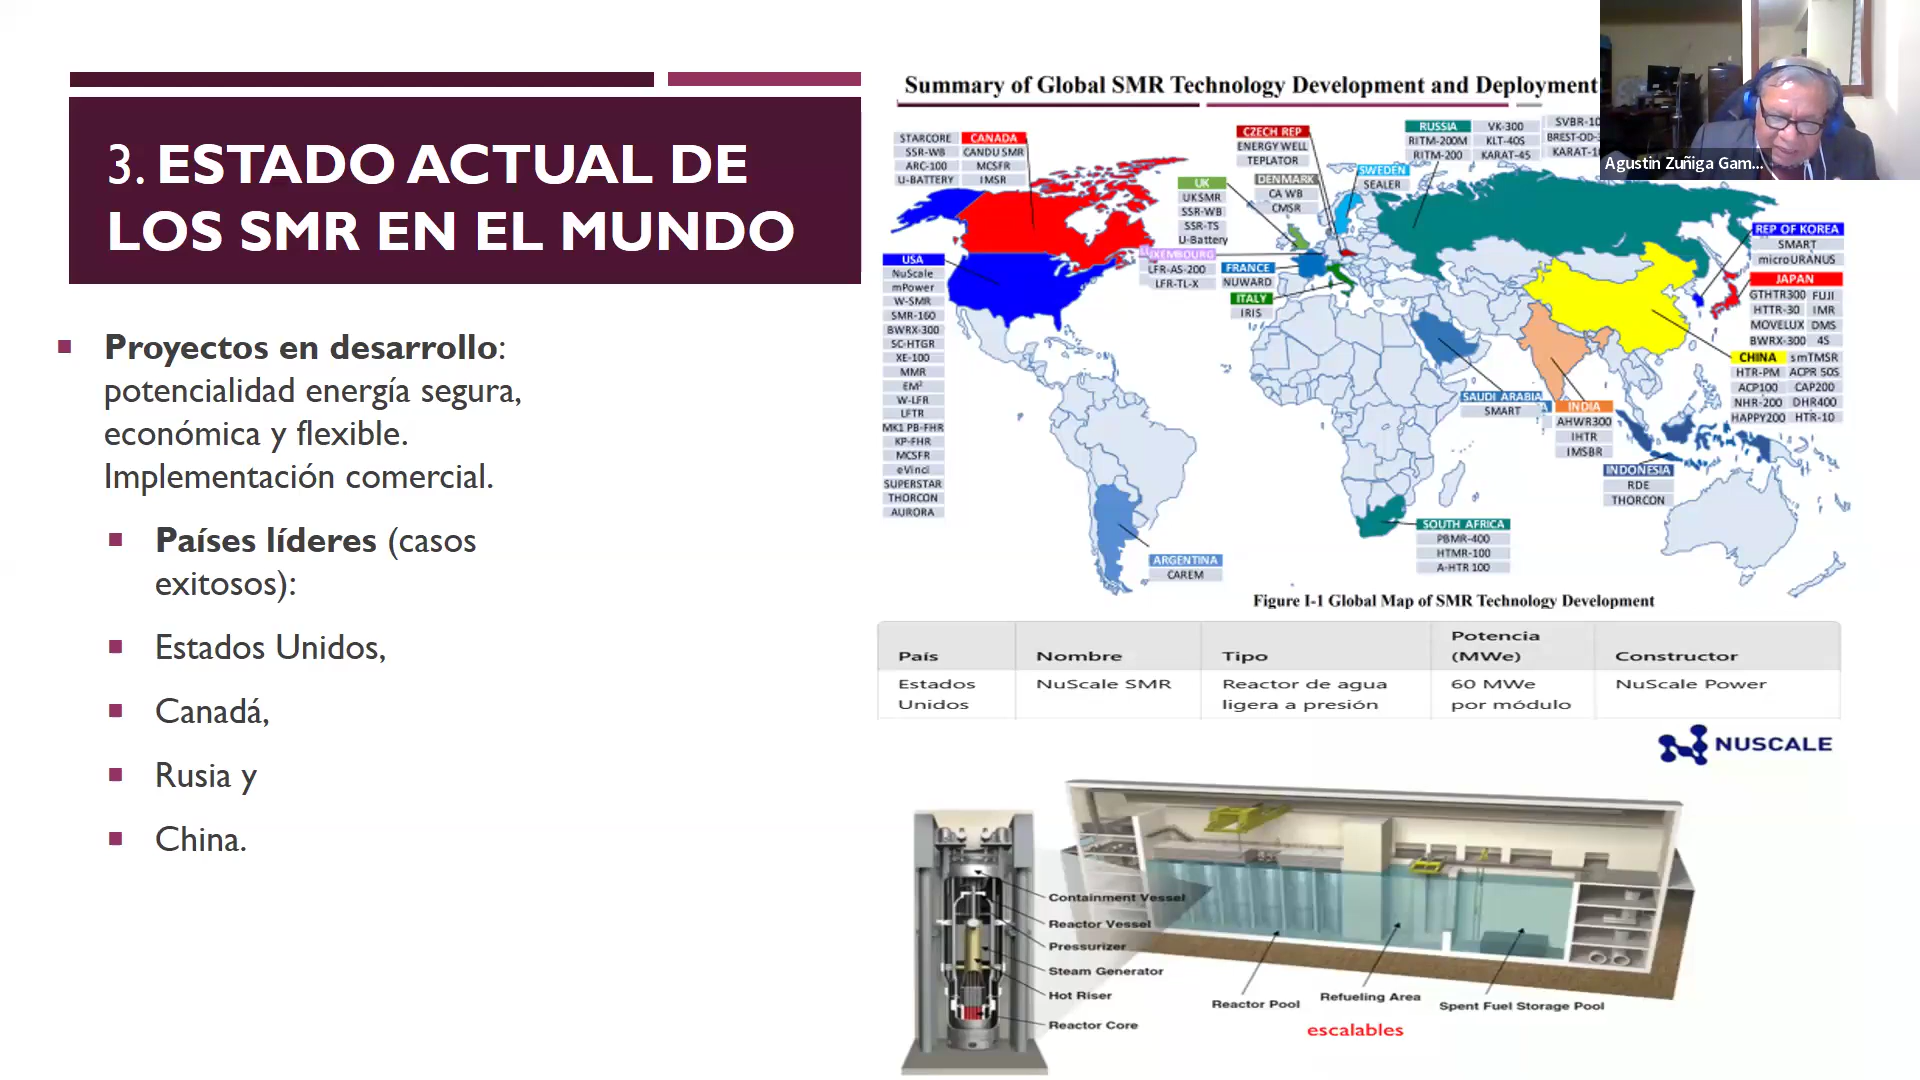 3. ESTADO ACTUAL DE
LOS SMR EN EL MUNDO
Proyectos en desarrollo:
potencialidad energía segura,
económica y flexible.
Implementación comercial.
Países líderes (casos
exitosos):
Estados Unidos,
Canadá,
Rusia y
China.
Summary of Global SMR Technology Development and Deployment
STARCORE CANADA
SSR-WB CANDU SMR
ARC-100 MCSFR
U-BATTERY IMSR
USA
NuScale
mPower
W-SMR
SMR-160
BWRX-300
SC-HTGR
XE-100
MMR
EM²
W-LFR
LFTR
MK1 PB-FHR
KP-FHR
MCSFR
eVinci
SUPERSTAR
THORCON
AURORA
UK
UKSMR
SSR-WB
SSR-TS
U-Battery
LFR-AS-200
LFR-TL-X
CZECH REP
ENERGY WELL
TEPLATOR
DENMARK
CA WB
CMSR
SWEDEN
SEALER
FRANCE
NUWARD
ITALY
IRIS
RUSSIA VK-300
RITM-200M KLT-40S
RITM-200 KARAT-45
REP OF KOREA
SMART
microURANUS
JAPAN
GTHTR300 FUJI
HTTR-30 IMR
MOVELUX DMS
BWRX-300 4S
CHINA smTMSR
HTR-PM ACPR 50S
ACP100 CAP200
NHR-200 DHR400
HAPPY200 HTR-10
SAUDI ARABIA
SMART
INDIA
AHWR300
IHTR
IMSBR
INDONESIA
RDE
THORCON
SOUTH AFRICA
PBMR-400
HTMR-100
A-HTR 100
ARGENTINA
CAREM
Figure I-1 Global Map of SMR Technology Development
País Nombre Tipo Potencia (MWe) Constructor
Estados Unidos NuScale SMR Reactor de agua ligera a presión 60 MWe por módulo NuScale Power
NUSCALE
Containment Vessel
Reactor Vessel
Pressurizer
Steam Generator
Hot Riser
Reactor Core
Reactor Pool
Refueling Area
Spent Fuel Storage Pool
escalables
Agustin Zuñiga Gam...